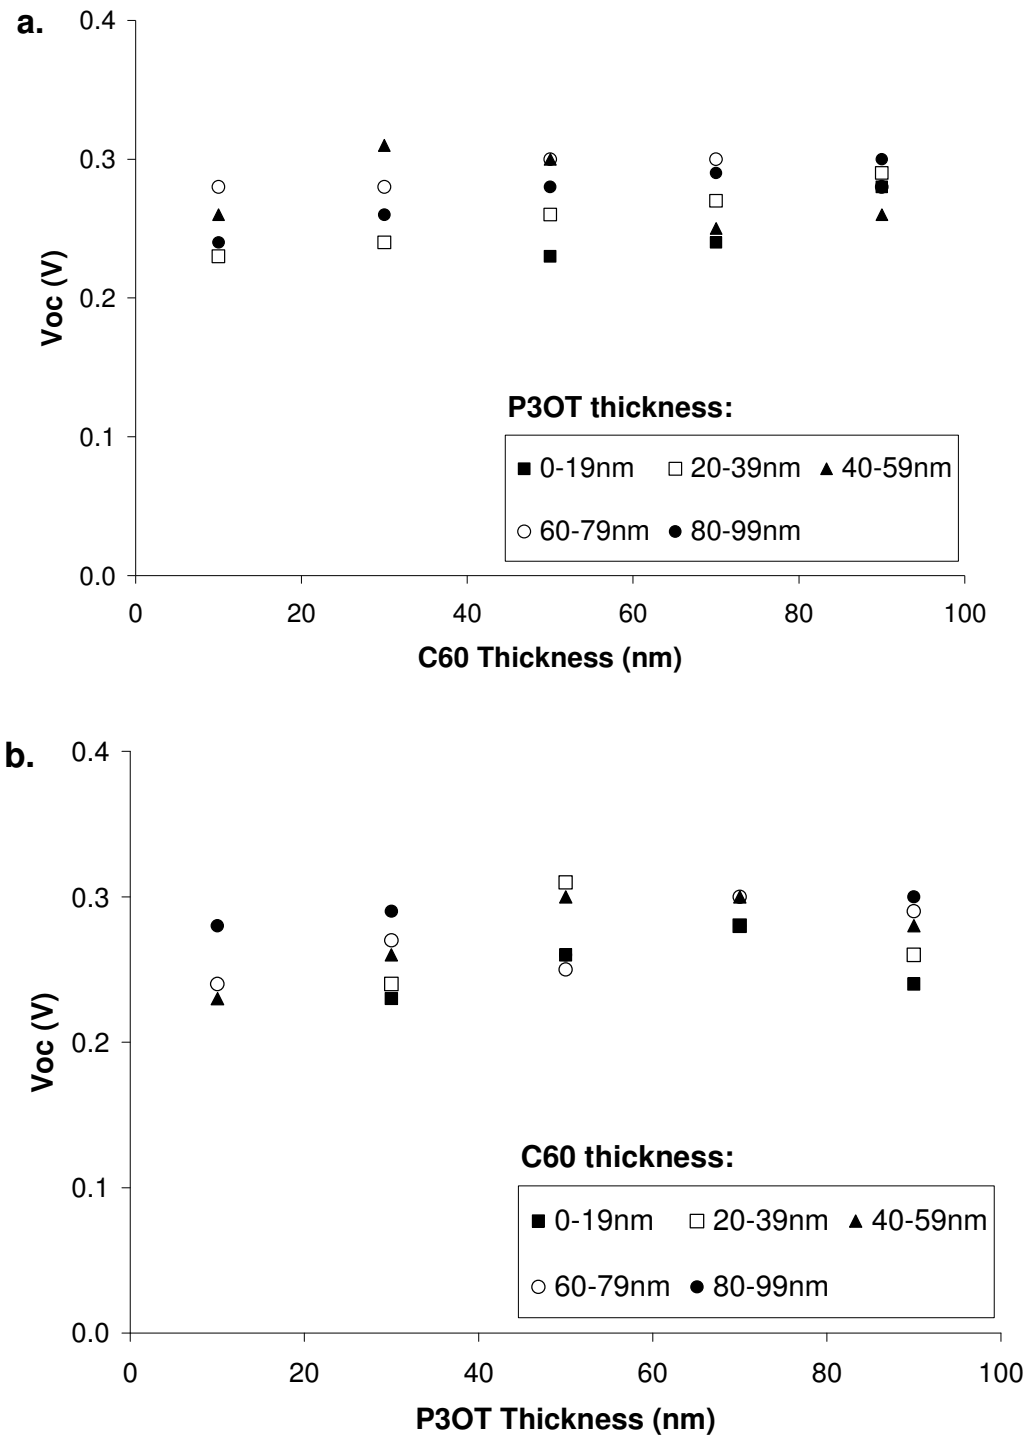 a.
0.4
0.3
0.2
0.1
0.0
Voc (V)
P3OT thickness:
0-19nm 20-39nm 40-59nm
60-79nm 80-99nm
0 20 40 60 80 100
C60 Thickness (nm)
b.
0.4
0.3
0.2
0.1
0.0
Voc (V)
C60 thickness:
0-19nm 20-39nm 40-59nm
60-79nm 80-99nm
0 20 40 60 80 100
P3OT Thickness (nm)